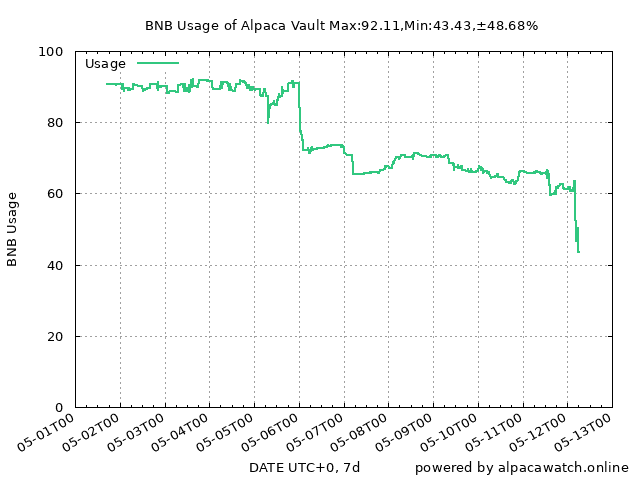 BNB Usage of Alpaca Vault Max:92.11,Min:43.43,±48.68%
Usage
100
80
60
40
20
0
BNB Usage
05-01T00
05-02T00
05-03T00
05-04T00
05-05T00
05-06T00
05-07T00
05-08T00
05-09T00
05-10T00
05-11T00
05-12T00
05-13T00
DATE UTC+0, 7d
powered by alpacawatch.online